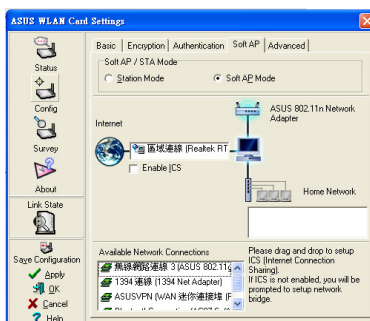 ASUS WLAN Card Settings
Status
Config
Survey
About
Link State
Save Configuration
Apply
OK
Cancel
Help
Basic
Encryption
Authentication
Soft AP
Advanced
Soft AP / STA Mode
Station Mode
Soft AP Mode
Internet
區域連線 (Realtek RT
Enable ICS
ASUS 802.11n Network
Adapter
Home Network
Available Network Connections
無線網路連線 3 (ASUS 802.11g
1394 連線 (1394 Net Adapter)
ASUSVPN (WAN 迷你連接埠 (F
Please drag and drop to setup
ICS (Internet Connection
Sharing).
If ICS is not enabled, you will be
prompted to setup network
bridge.